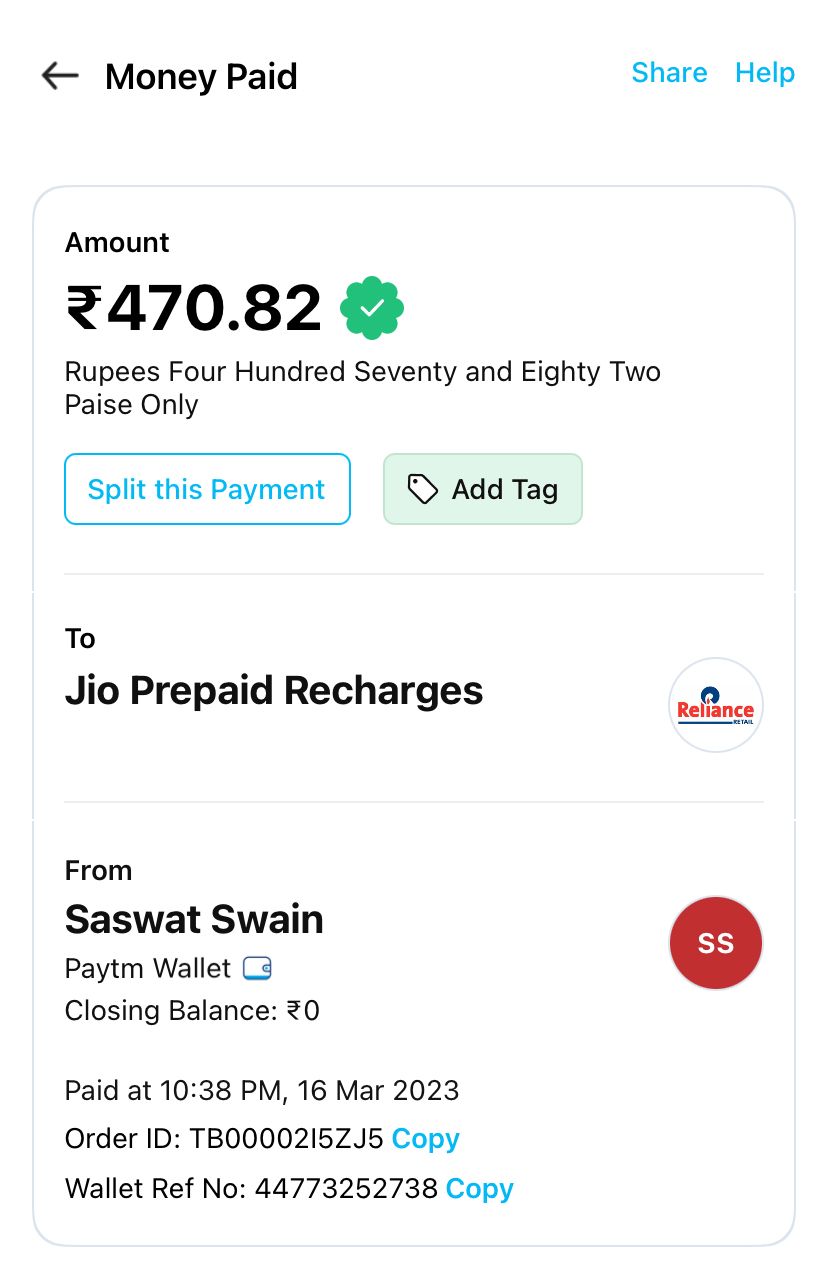 Money Paid
Share Help
Amount
₹470.82
Rupees Four Hundred Seventy and Eighty Two
Paise Only
Split this Payment
Add Tag
To
Jio Prepaid Recharges
Reliance
RETAIL
From
Saswat Swain
SS
Paytm Wallet
Closing Balance: ₹0
Paid at 10:38 PM, 16 Mar 2023
Order ID: TB00002I5ZJ5 Copy
Wallet Ref No: 44773252738 Copy